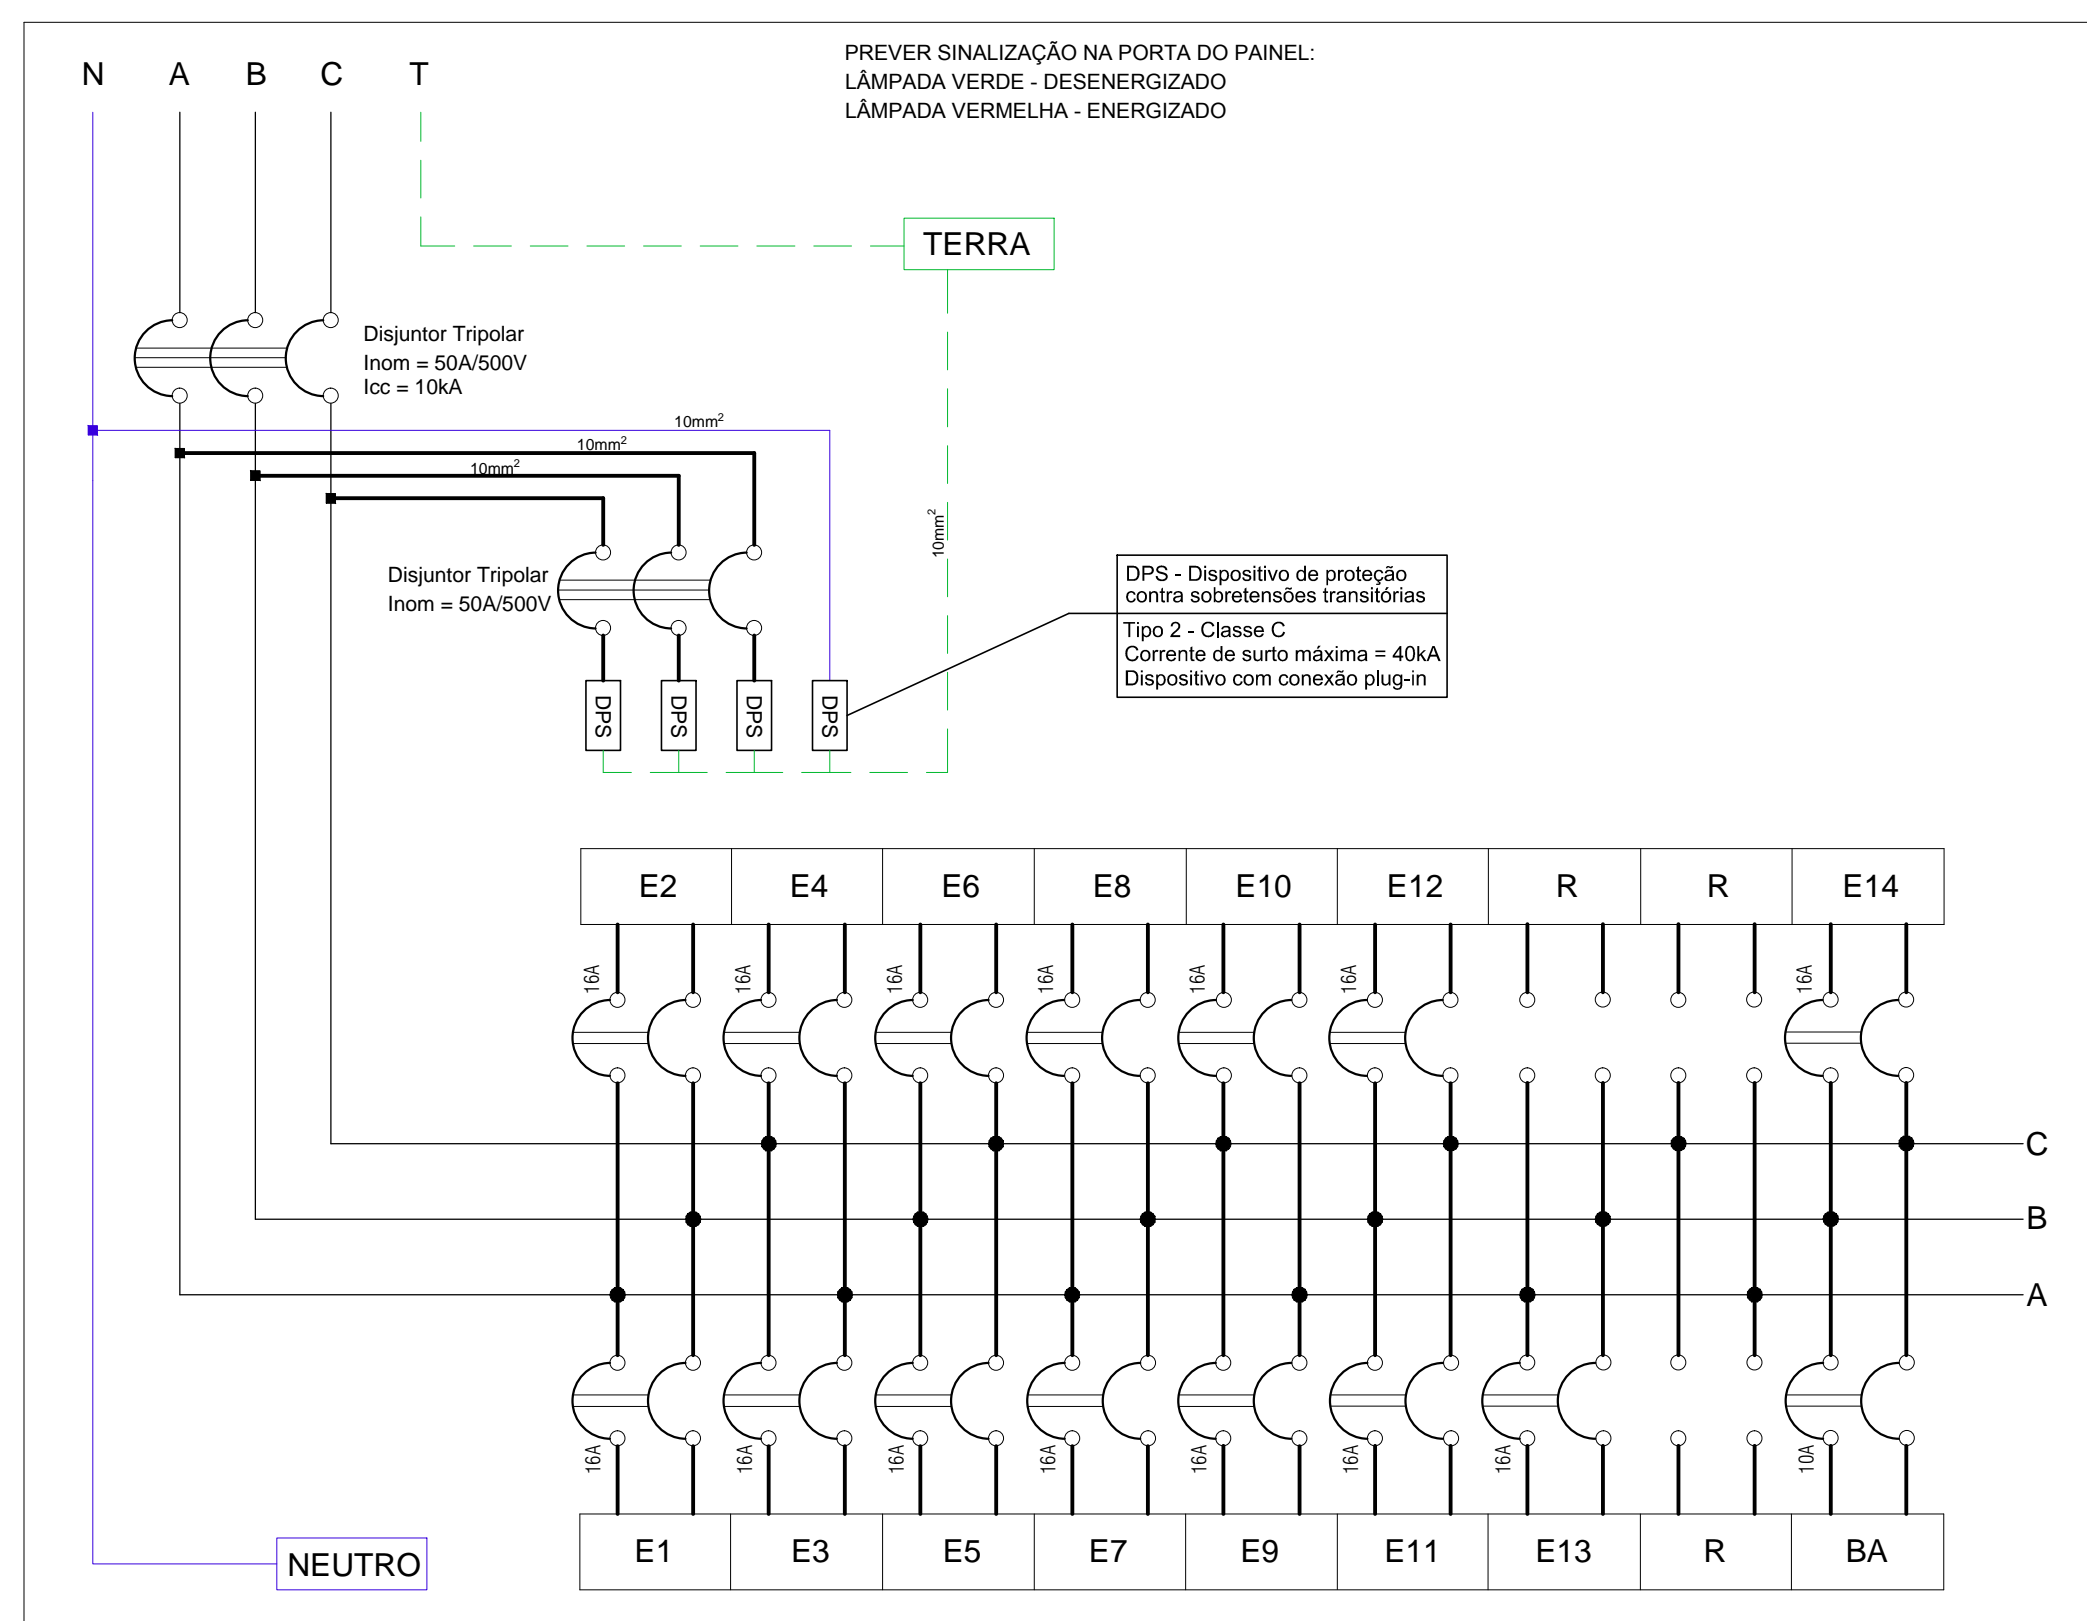 PREVER SINALIZAÇÃO NA PORTA DO PAINEL:
LÂMPADA VERDE - DESENERGIZADO
LÂMPADA VERMELHA - ENERGIZADO
N A B C T
TERRA
Disjuntor Tripolar
Inom = 50A/500V
Icc = 10kA
10mm²
10mm²
10mm²
10mm²
Disjuntor Tripolar
Inom = 50A/500V
DPS - Dispositivo de proteção
contra sobretensões transitórias
Tipo 2 - Classe C
Corrente de surto máxima = 40kA
Dispositivo com conexão plug-in
DPS DPS DPS DPS
E2 E4 E6 E8 E10 E12 R R E14
16A 16A 16A 16A 16A 16A 16A
C
B
A
16A 16A 16A 16A 16A 16A 16A 10A
E1 E3 E5 E7 E9 E11 E13 R BA
NEUTRO